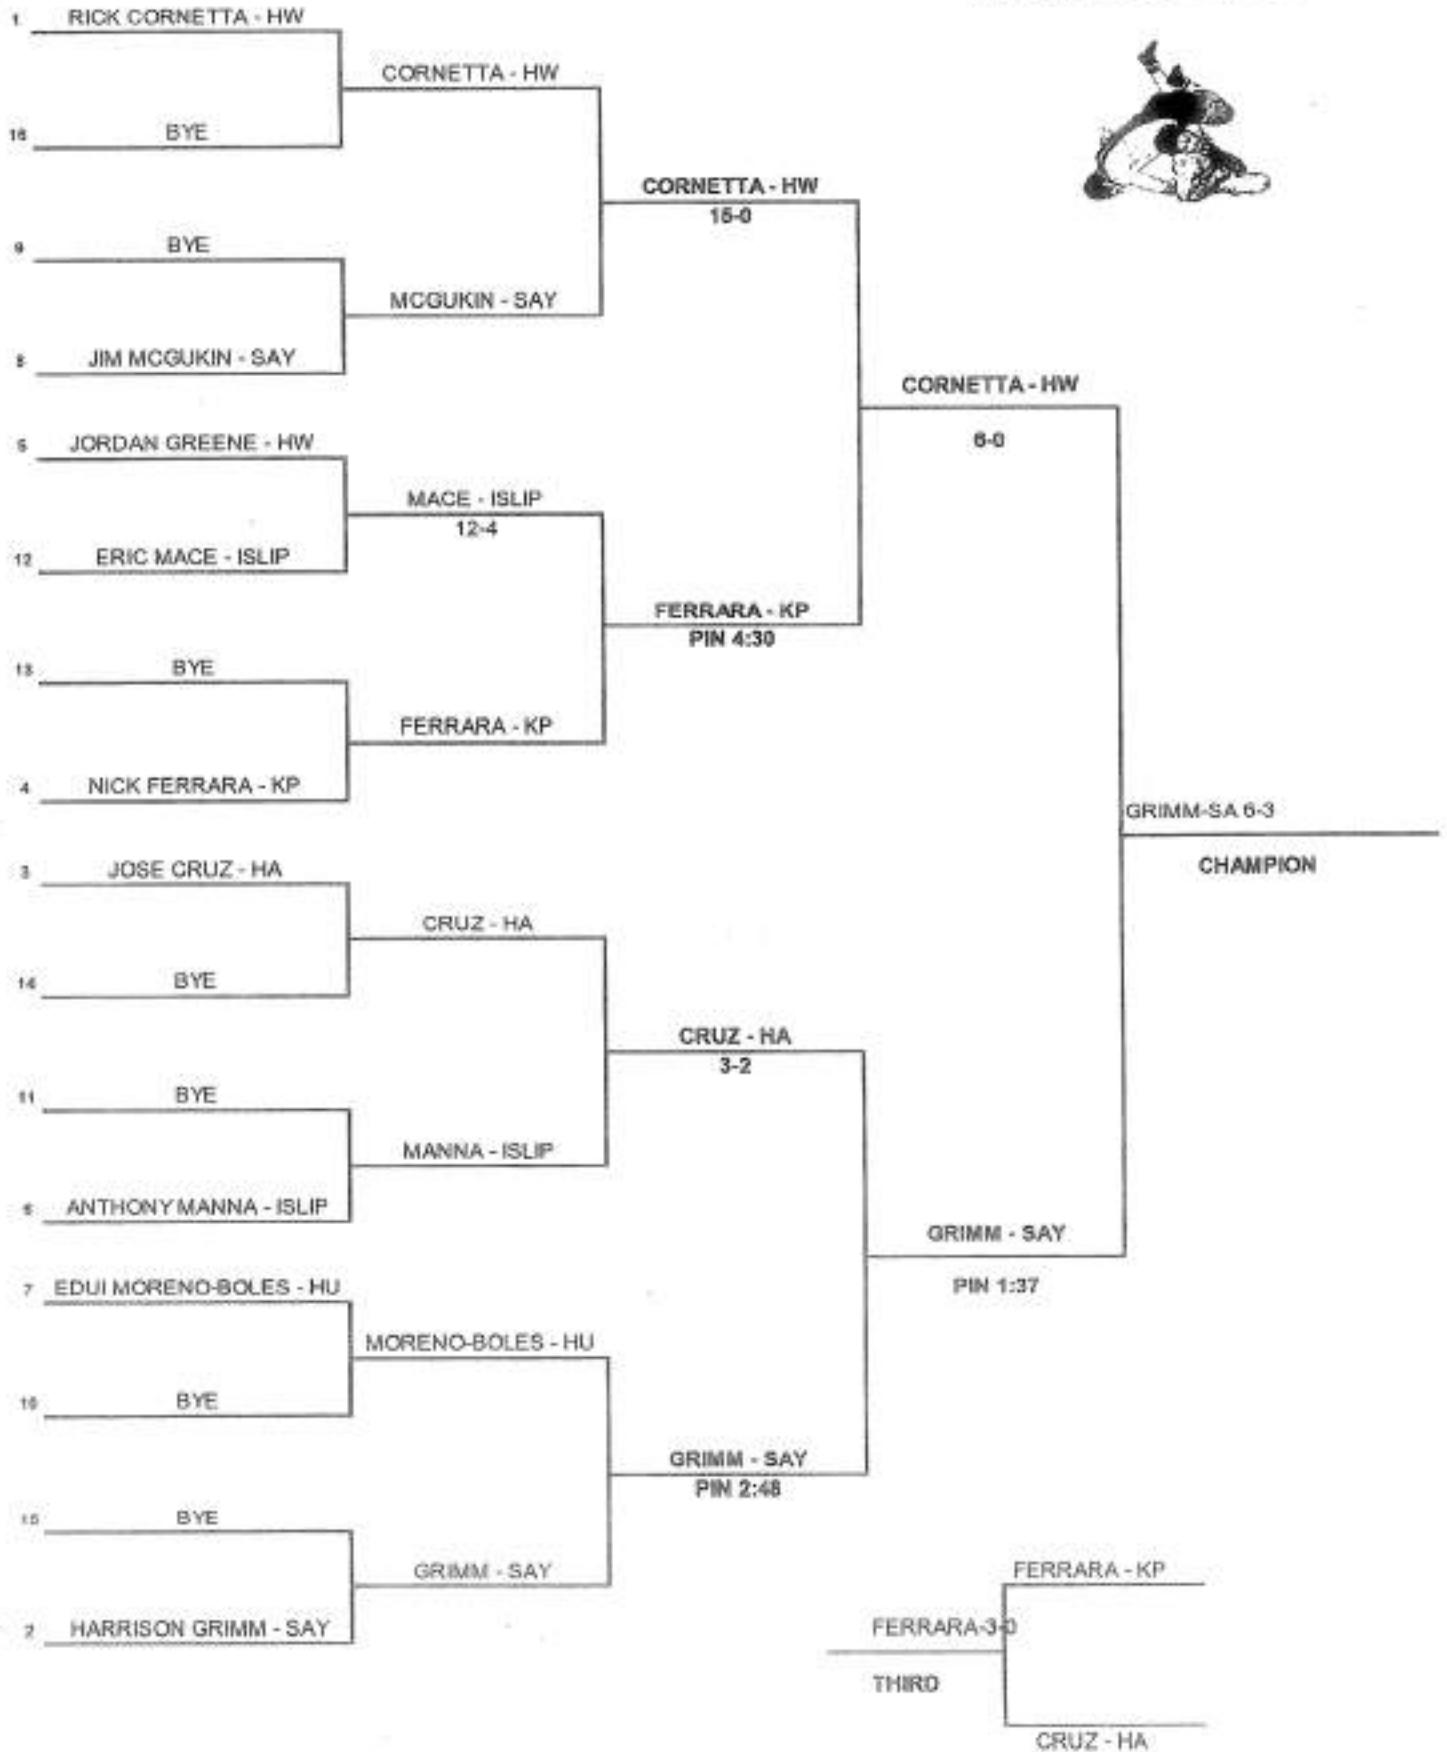 1 RICK CORNETTA - HW
CORNETTA - HW
16 BYE
CORNETTA - HW
15-0
9 BYE
MCGUKIN - SAY
8 JIM MCGUKIN - SAY
CORNETTA - HW
6-0
5 JORDAN GREENE - HW
MACE - ISLIP
12-4
12 ERIC MACE - ISLIP
FERRARA - KP
PIN 4:30
13 BYE
FERRARA - KP
4 NICK FERRARA - KP
GRIMM-SA 6-3
CHAMPION
3 JOSE CRUZ - HA
CRUZ - HA
14 BYE
CRUZ - HA
3-2
11 BYE
MANNA - ISLIP
6 ANTHONY MANNA - ISLIP
GRIMM - SAY
PIN 1:37
7 EDUI MORENO-BOLES - HU
MORENO-BOLES - HU
10 BYE
GRIMM - SAY
PIN 2:48
15 BYE
GRIMM - SAY
2 HARRISON GRIMM - SAY
FERRARA - KP
FERRARA-3-0
THIRD
CRUZ - HA